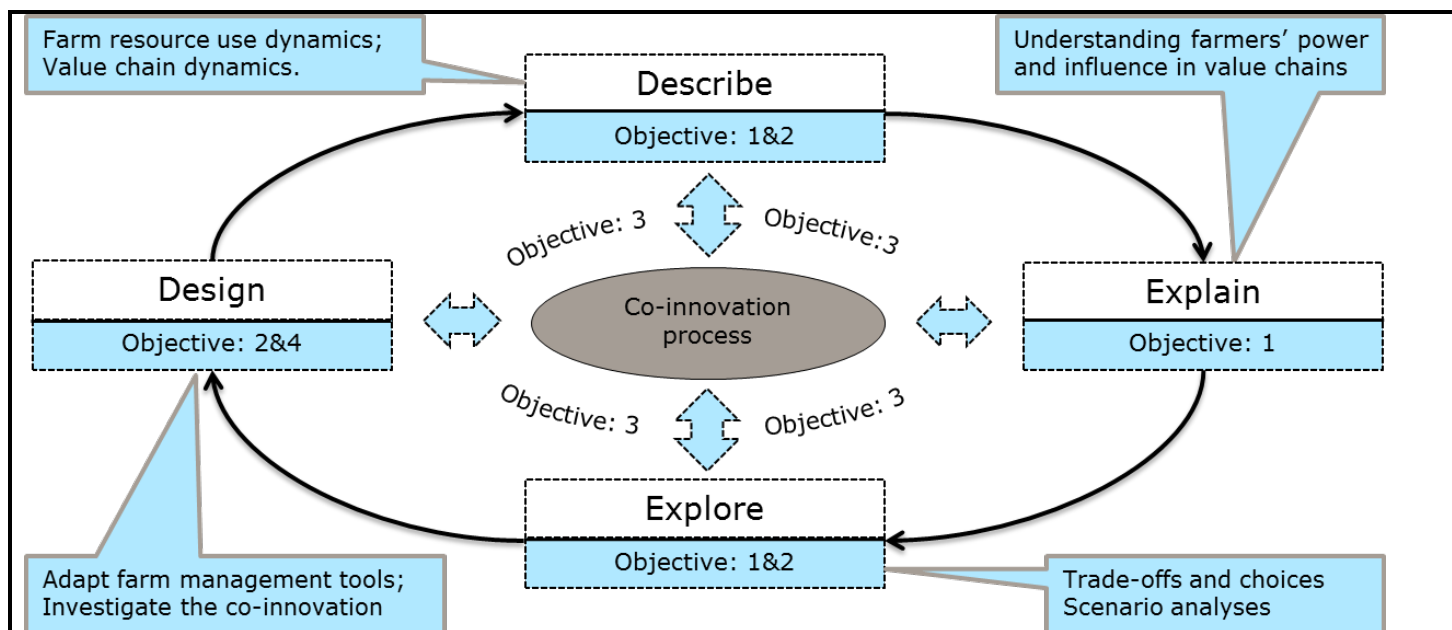 Farm resource use dynamics;
Value chain dynamics.
Understanding farmers’ power
and influence in value chains
Describe
Objective: 1&2
Objective: 3
Objective:3
Design
Objective: 2&4
Co-innovation
process
Explain
Objective: 1
Objective: 3
Objective: 3
Explore
Objective: 1&2
Adapt farm management tools;
Investigate the co-innovation
Trade-offs and choices
Scenario analyses